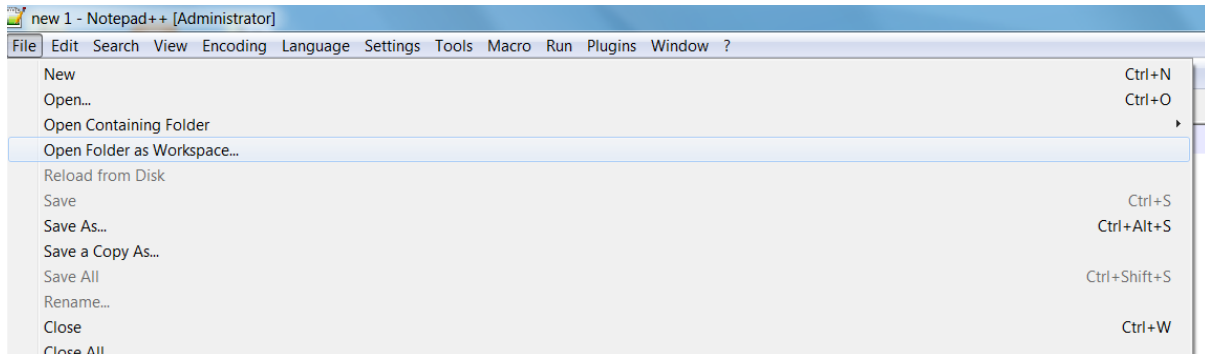 new 1 - Notepad++ [Administrator]
File Edit Search View Encoding Language Settings Tools Macro Run Plugins Window ?
New Ctrl+N
Open... Ctrl+O
Open Containing Folder
Open Folder as Workspace...
Reload from Disk
Save Ctrl+S
Save As... Ctrl+Alt+S
Save a Copy As...
Save All Ctrl+Shift+S
Rename...
Close Ctrl+W
Close All